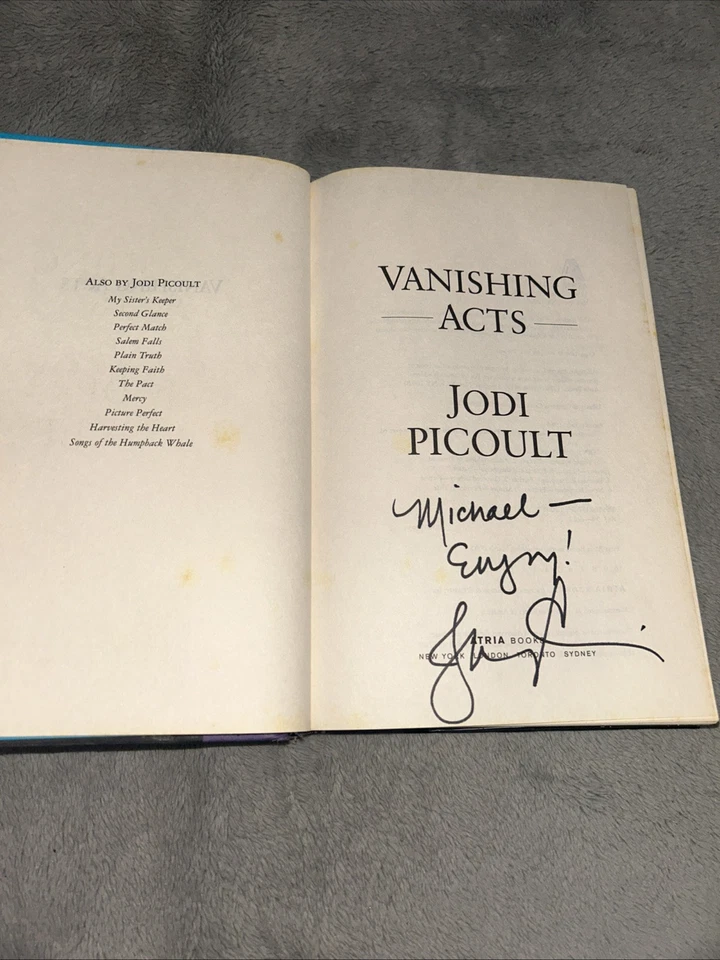 ALSO BY JODI PICOULT
My Sister's Keeper
Second Glance
Perfect Match
Salem Falls
Plain Truth
Keeping Faith
The Pact
Mercy
Picture Perfect
Harvesting the Heart
Songs of the Humpback Whale
VANISHING
ACTS
JODI
PICOULT
Michael —
Enjoy!
ATRIA BOOKS
NEW YORK LONDON TORONTO SYDNEY